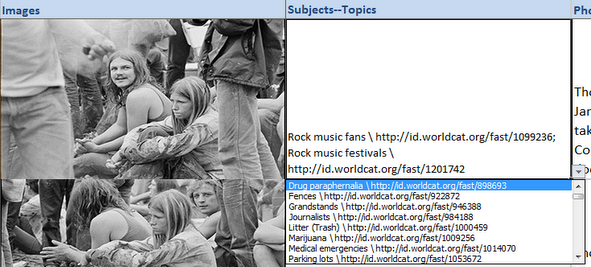 Images
Subjects--Topics
Pho
Rock music fans \ http://id.worldcat.org/fast/1099236;
Rock music festivals \
http://id.worldcat.org/fast/1201742
Tho
Jar
tak
Co
Drug paraphernalia \ http://id.worldcat.org/fast/898693
Fences \ http://id.worldcat.org/fast/922872
Grandstands \ http://id.worldcat.org/fast/946388
Journalists \ http://id.worldcat.org/fast/984188
Litter (Trash) \ http://id.worldcat.org/fast/1000459
Marijuana \ http://id.worldcat.org/fast/1009256
Medical emergencies \ http://id.worldcat.org/fast/1014070
Parking lots \ http://id.worldcat.org/fast/1053672